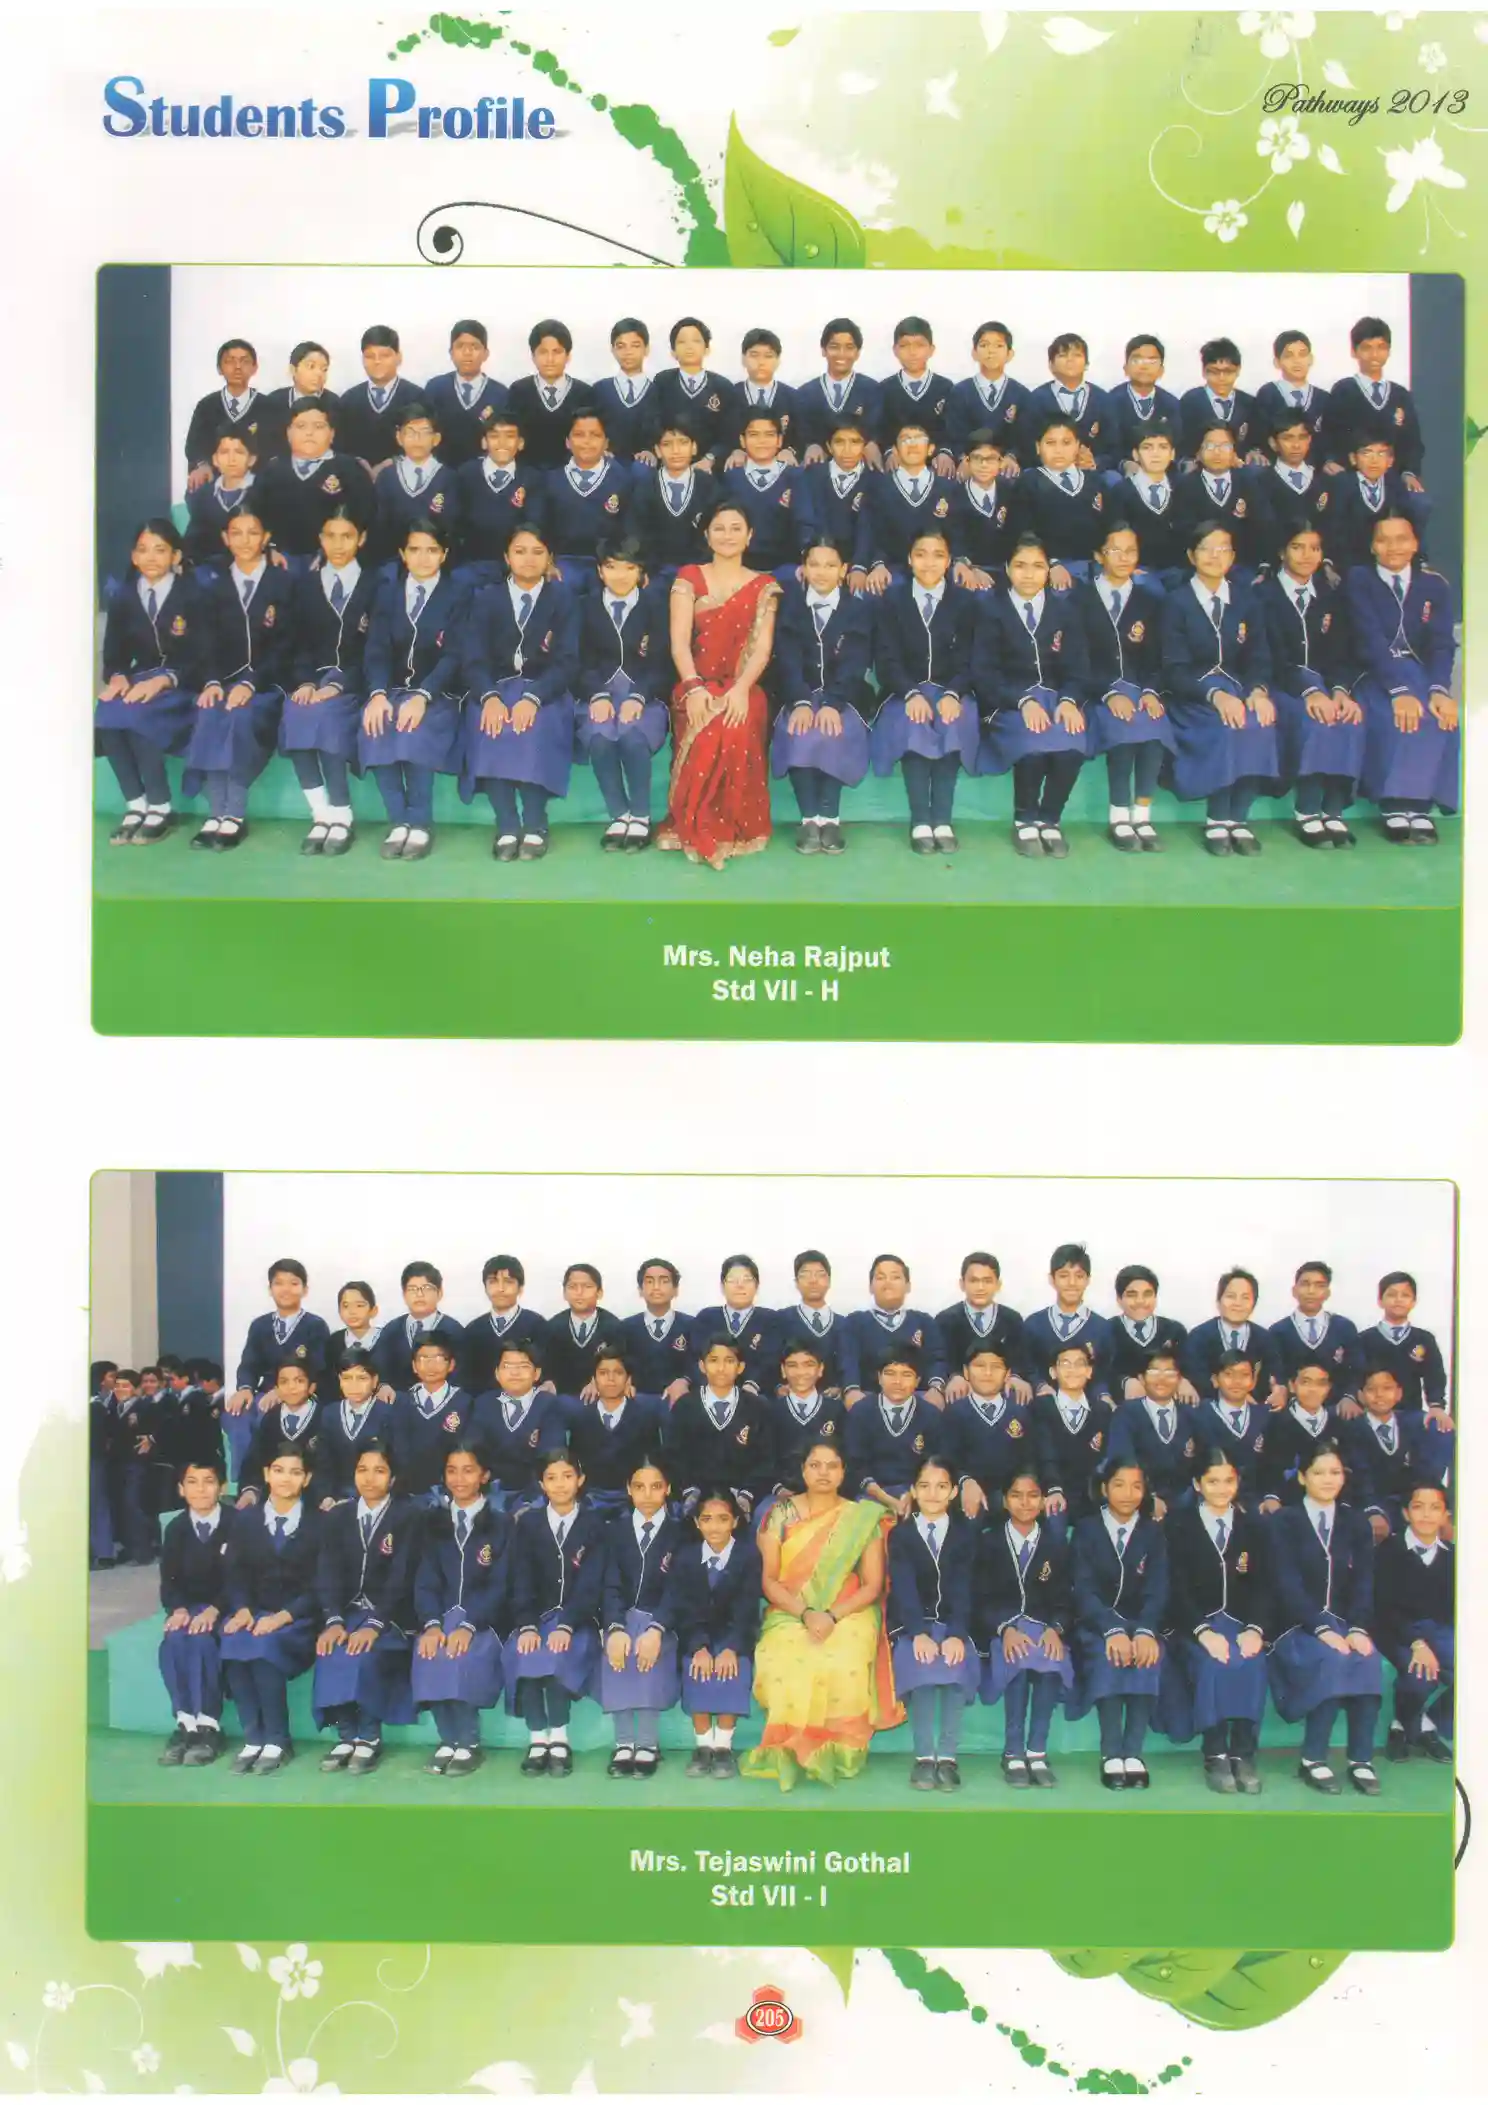 Students Profile
Pathways 2013
Mrs. Neha Rajput
Std VII - H
Mrs. Tejaswini Gothal
Std VII - I
205